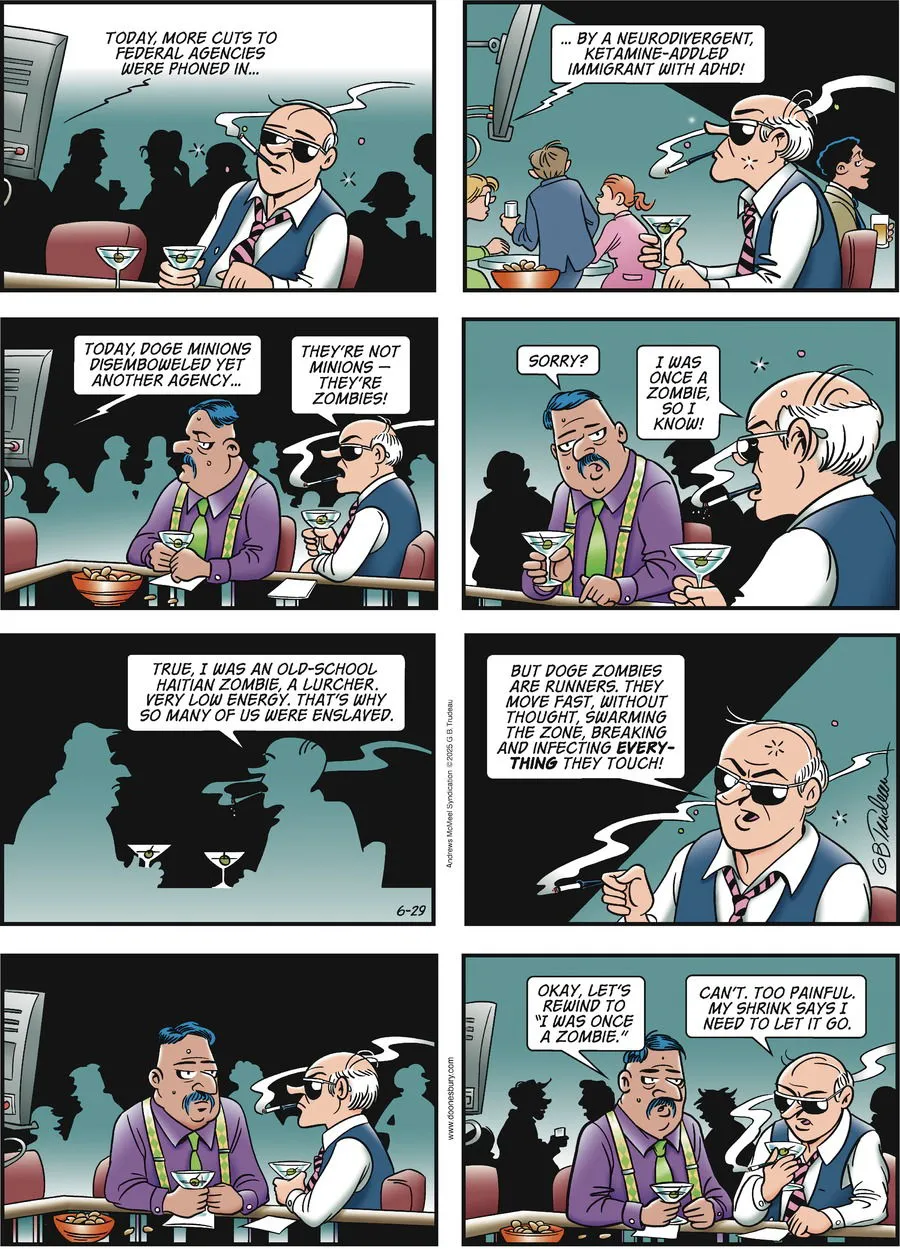 TODAY, MORE CUTS TO
FEDERAL AGENCIES
WERE PHONED IN...
... BY A NEURODIVERGENT,
KETAMINE-ADDLED
IMMIGRANT WITH ADHD!
TODAY, DOGE MINIONS
DISEMBOWELED YET
ANOTHER AGENCY...
THEY'RE NOT
MINIONS –
THEY'RE
ZOMBIES!
SORRY?
I WAS
ONCE A
ZOMBIE,
SO I
KNOW!
TRUE, I WAS AN OLD-SCHOOL
HAITIAN ZOMBIE, A LURCHER.
VERY LOW ENERGY. THAT'S WHY
SO MANY OF US WERE ENSLAVED.
6-29
Andrews McMeel Syndication ©2025 G.B. Trudeau
BUT DOGE ZOMBIES
ARE RUNNERS. THEY
MOVE FAST, WITHOUT
THOUGHT, SWARMING
THE ZONE, BREAKING
AND INFECTING EVERY-
THING THEY TOUCH!
GBTrudeau
www.doonesbury.com
OKAY, LET'S
REWIND TO
"I WAS ONCE
A ZOMBIE."
CAN'T. TOO PAINFUL.
MY SHRINK SAYS I
NEED TO LET IT GO.